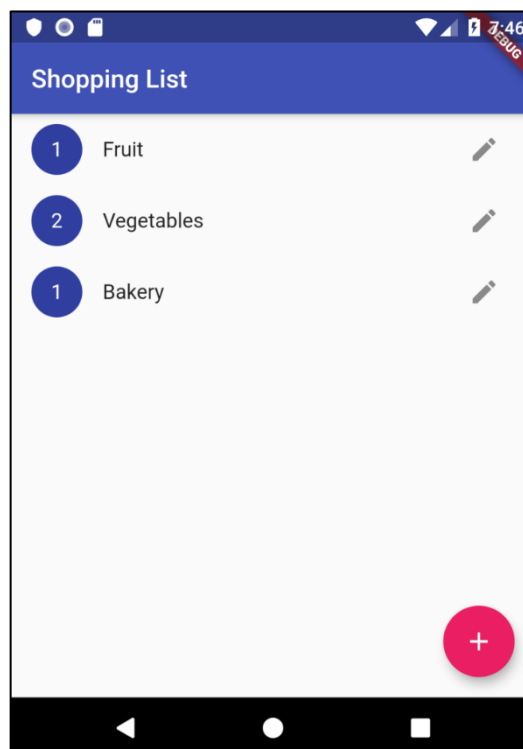 7:46
DEBUG
Shopping List
1 Fruit
2 Vegetables
1 Bakery
+